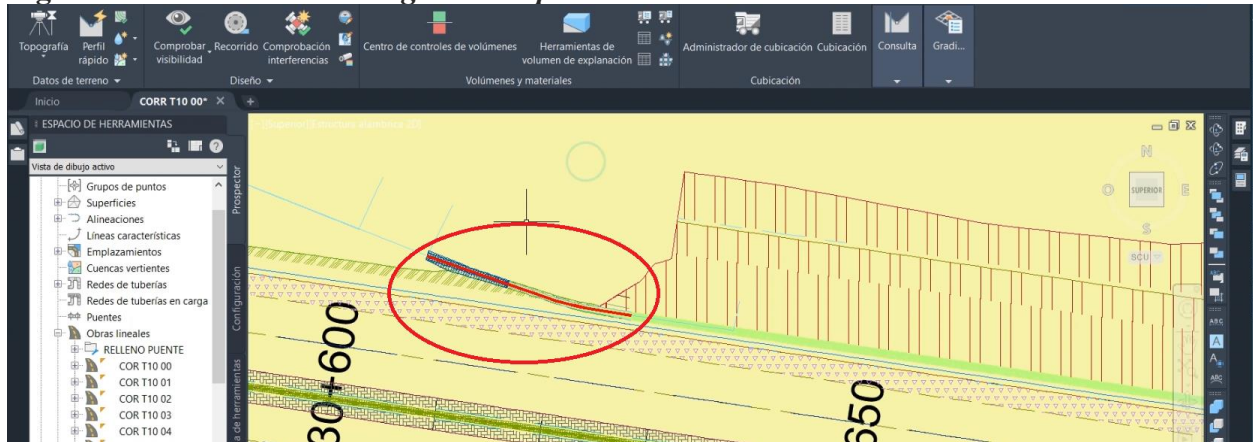 Topografía
Perfil rápido
Comprobar visibilidad
Recorrido
Comprobación interferencias
Centro de controles de volúmenes
Herramientas de volumen de explanación
Administrador de cubicación
Cubicación
Consulta
Gradi...
Datos de terreno
Diseño
Volúmenes y materiales
Cubicación
Inicio
CORR T10 00*
ESPACIO DE HERRAMIENTAS
Vista de dibujo activo
Grupos de puntos
Superficies
Alineaciones
Líneas características
Emplazamientos
Cuencas vertientes
Redes de tuberías
Redes de tuberías en carga
Puentes
Obras lineales
RELLENO PUENTE
COR T10 00
COR T10 01
COR T10 02
COR T10 03
COR T10 04
Prospector
Configuración
a de herramientas
N
O
SUPERIOR
E
S
SCU
30+600
650
ABC
A
ABC